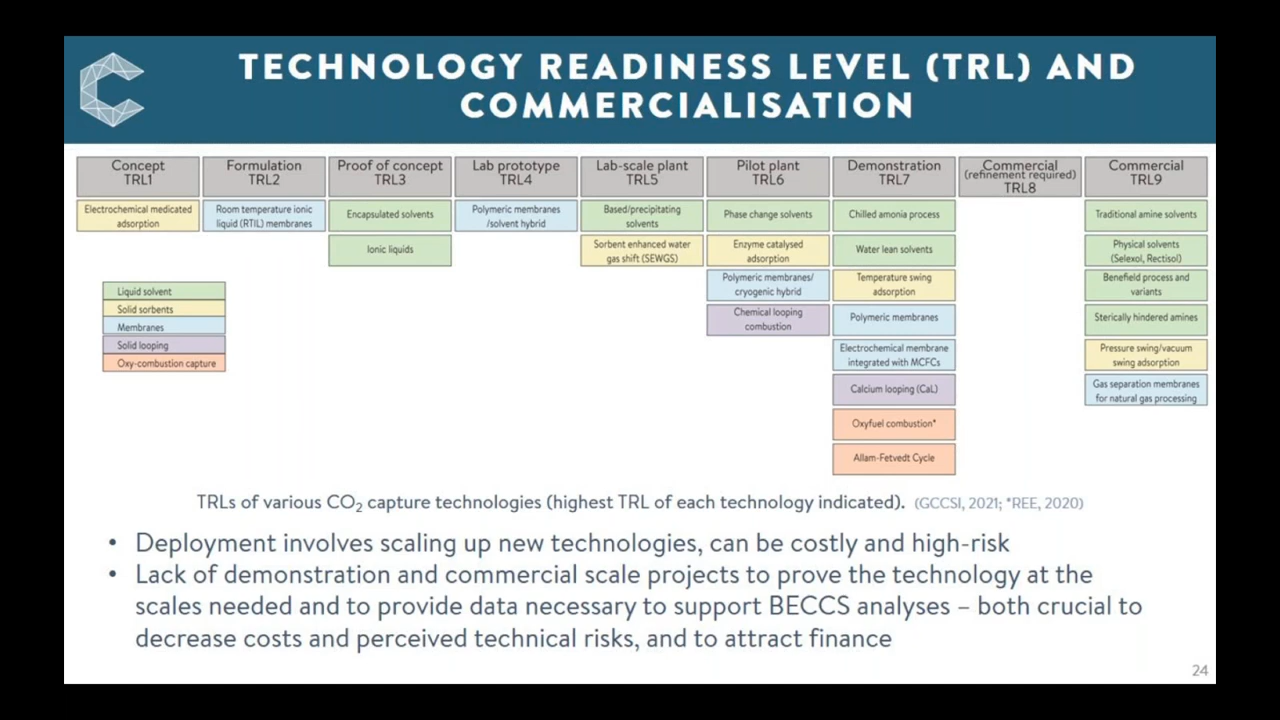 TECHNOLOGY READINESS LEVEL (TRL) AND
COMMERCIALISATION
Concept
TRL1
Formulation
TRL2
Proof of concept
TRL3
Lab prototype
TRL4
Lab-scale plant
TRL5
Pilot plant
TRL6
Demonstration
TRL7
Commercial
(refinement required)
TRL8
Commercial
TRL9
Electrochemical medicated
adsorption
Room temperature ionic
liquid (RTIL) membranes
Encapsulated solvents
Ionic liquids
Polymeric membranes
/solvent hybrid
Based/precipitating
solvents
Sorbent enhanced water
gas shift (SEWGS)
Phase change solvents
Enzyme catalysed
adsorption
Polymeric membranes/
cryogenic hybrid
Chemical looping
combustion
Chilled amonia process
Water lean solvents
Temperature swing
adsorption
Polymeric membranes
Electrochemical membrane
integrated with MCFCs
Calcium looping (CaL)
Oxyfuel combustion*
Allam-Fetvedt Cycle
Traditional amine solvents
Physical solvents
(Selexol, Rectisol)
Benefield process and
variants
Sterically hindered amines
Pressure swing/vacuum
swing adsorption
Gas separation membranes
for natural gas processing
Liquid solvent
Solid sorbents
Membranes
Solid looping
Oxy-combustion capture
TRLs of various CO₂ capture technologies (highest TRL of each technology indicated). (GCCSI, 2021; *REE, 2020)
• Deployment involves scaling up new technologies, can be costly and high-risk
• Lack of demonstration and commercial scale projects to prove the technology at the
scales needed and to provide data necessary to support BECCS analyses – both crucial to
decrease costs and perceived technical risks, and to attract finance
24